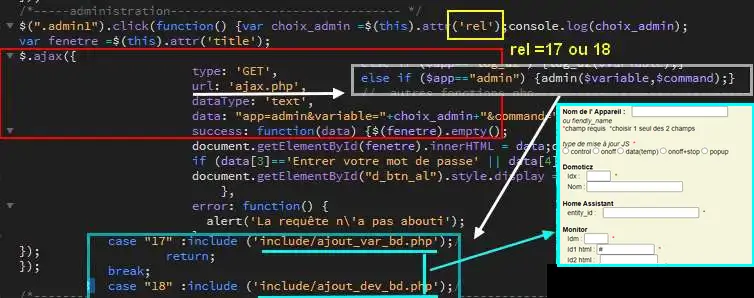 /*-----administration------------------------------------ */
$(".admin1").click(function() {var choix_admin =$(this).attr('rel');console.log(choix_admin);
var fenetre =$(this).attr('title');
rel =17 ou 18
$.ajax({
type: 'GET',
url: 'ajax.php',
else if ($app=="admin") {admin($variable,$command);}
dataType: 'text',
data: "app=admin&variable="+choix_admin+"&command=
success: function(data) {$(fenetre).empty();
document.getElementById(fenetre).innerHTML = data;
if (data[3]=='Entrer votre mot de passe' || data[4]
document.getElementById("d_btn_al").style.display =
},
error: function() {
alert('La requête n\'a pas abouti');
case "17" :include ('include/ajout_var_bd.php');
});
return;
});
break;
case "18" :include ('include/ajout_dev_bd.php');
/*-----
Nom de l' Appareil :
ou fiendly_name
*champ requis *choisir 1 seul des 2 champs
type de mise à jour JS *
control onoff data(temp) onoff+stop popup
Domoticz
Idx : *
Nom :
Home Assistant
entity_id : *
Monitor
Idm : *
Id1 html : # *
Id2 html :